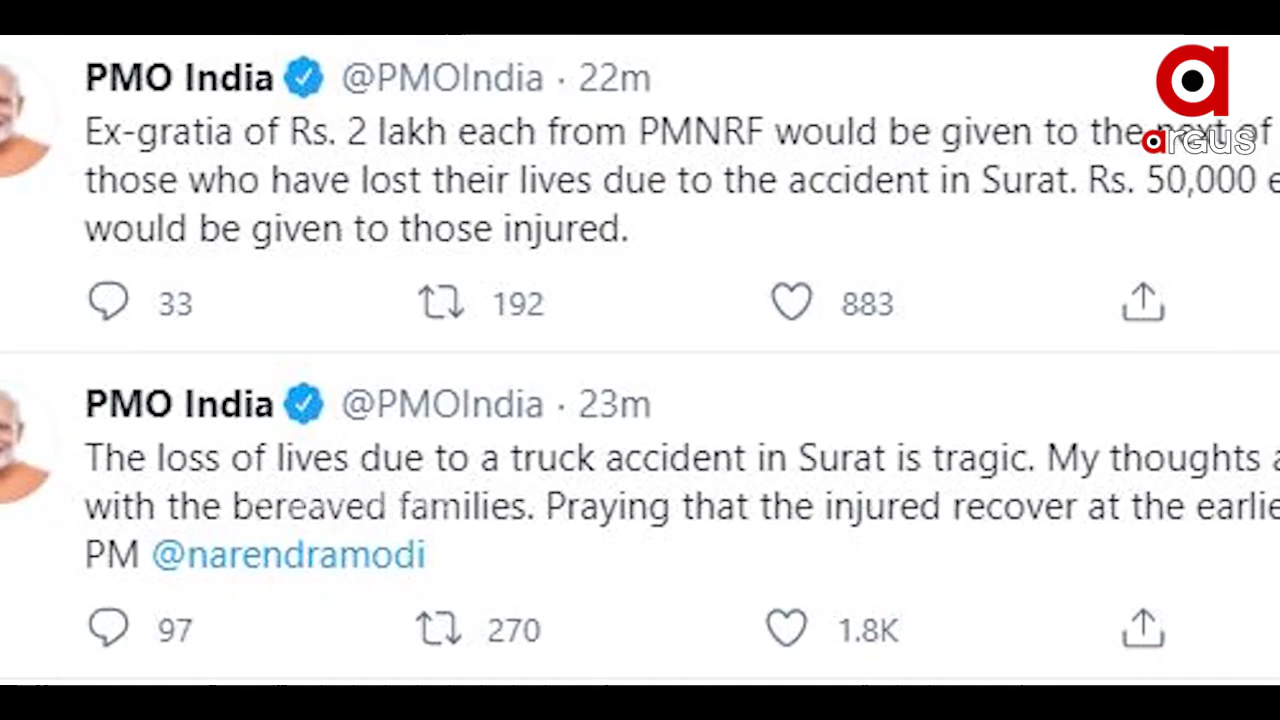 PMO India @PMOIndia · 22m
Ex-gratia of Rs. 2 lakh each from PMNRF would be given to the next of
those who have lost their lives due to the accident in Surat. Rs. 50,000
would be given to those injured.
33 192 883
PMO India @PMOIndia · 23m
The loss of lives due to a truck accident in Surat is tragic. My thoughts
with the bereaved families. Praying that the injured recover at the
PM @narendramodi
97 270 1.8K
argus